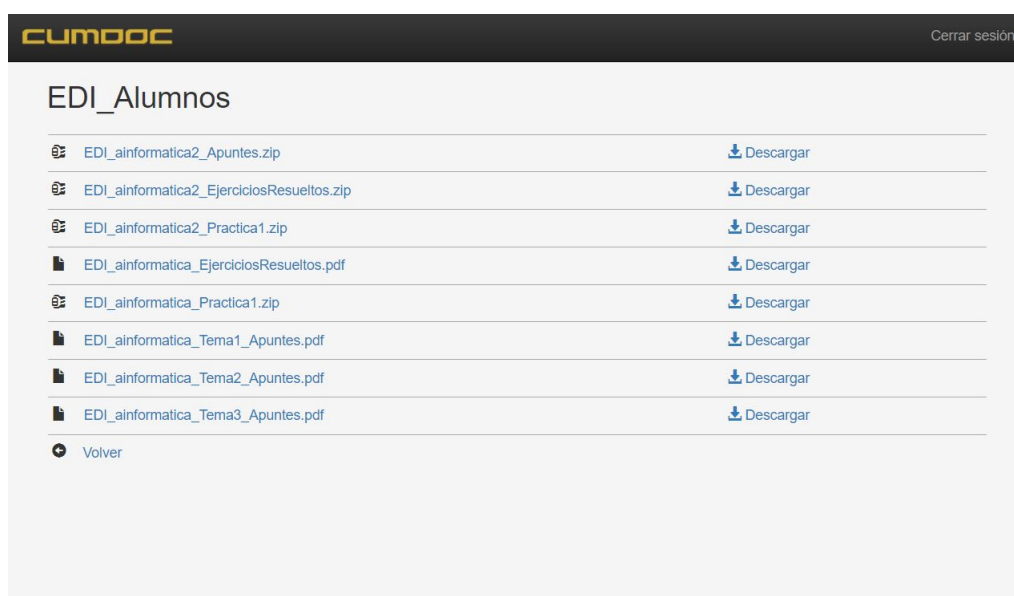 CUMDOC
Cerrar sesión
EDI_Alumnos
EDI_ainformatica2_Apuntes.zip Descargar
EDI_ainformatica2_EjerciciosResueltos.zip Descargar
EDI_ainformatica2_Practica1.zip Descargar
EDI_ainformatica_EjerciciosResueltos.pdf Descargar
EDI_ainformatica_Practica1.zip Descargar
EDI_ainformatica_Tema1_Apuntes.pdf Descargar
EDI_ainformatica_Tema2_Apuntes.pdf Descargar
EDI_ainformatica_Tema3_Apuntes.pdf Descargar
Volver